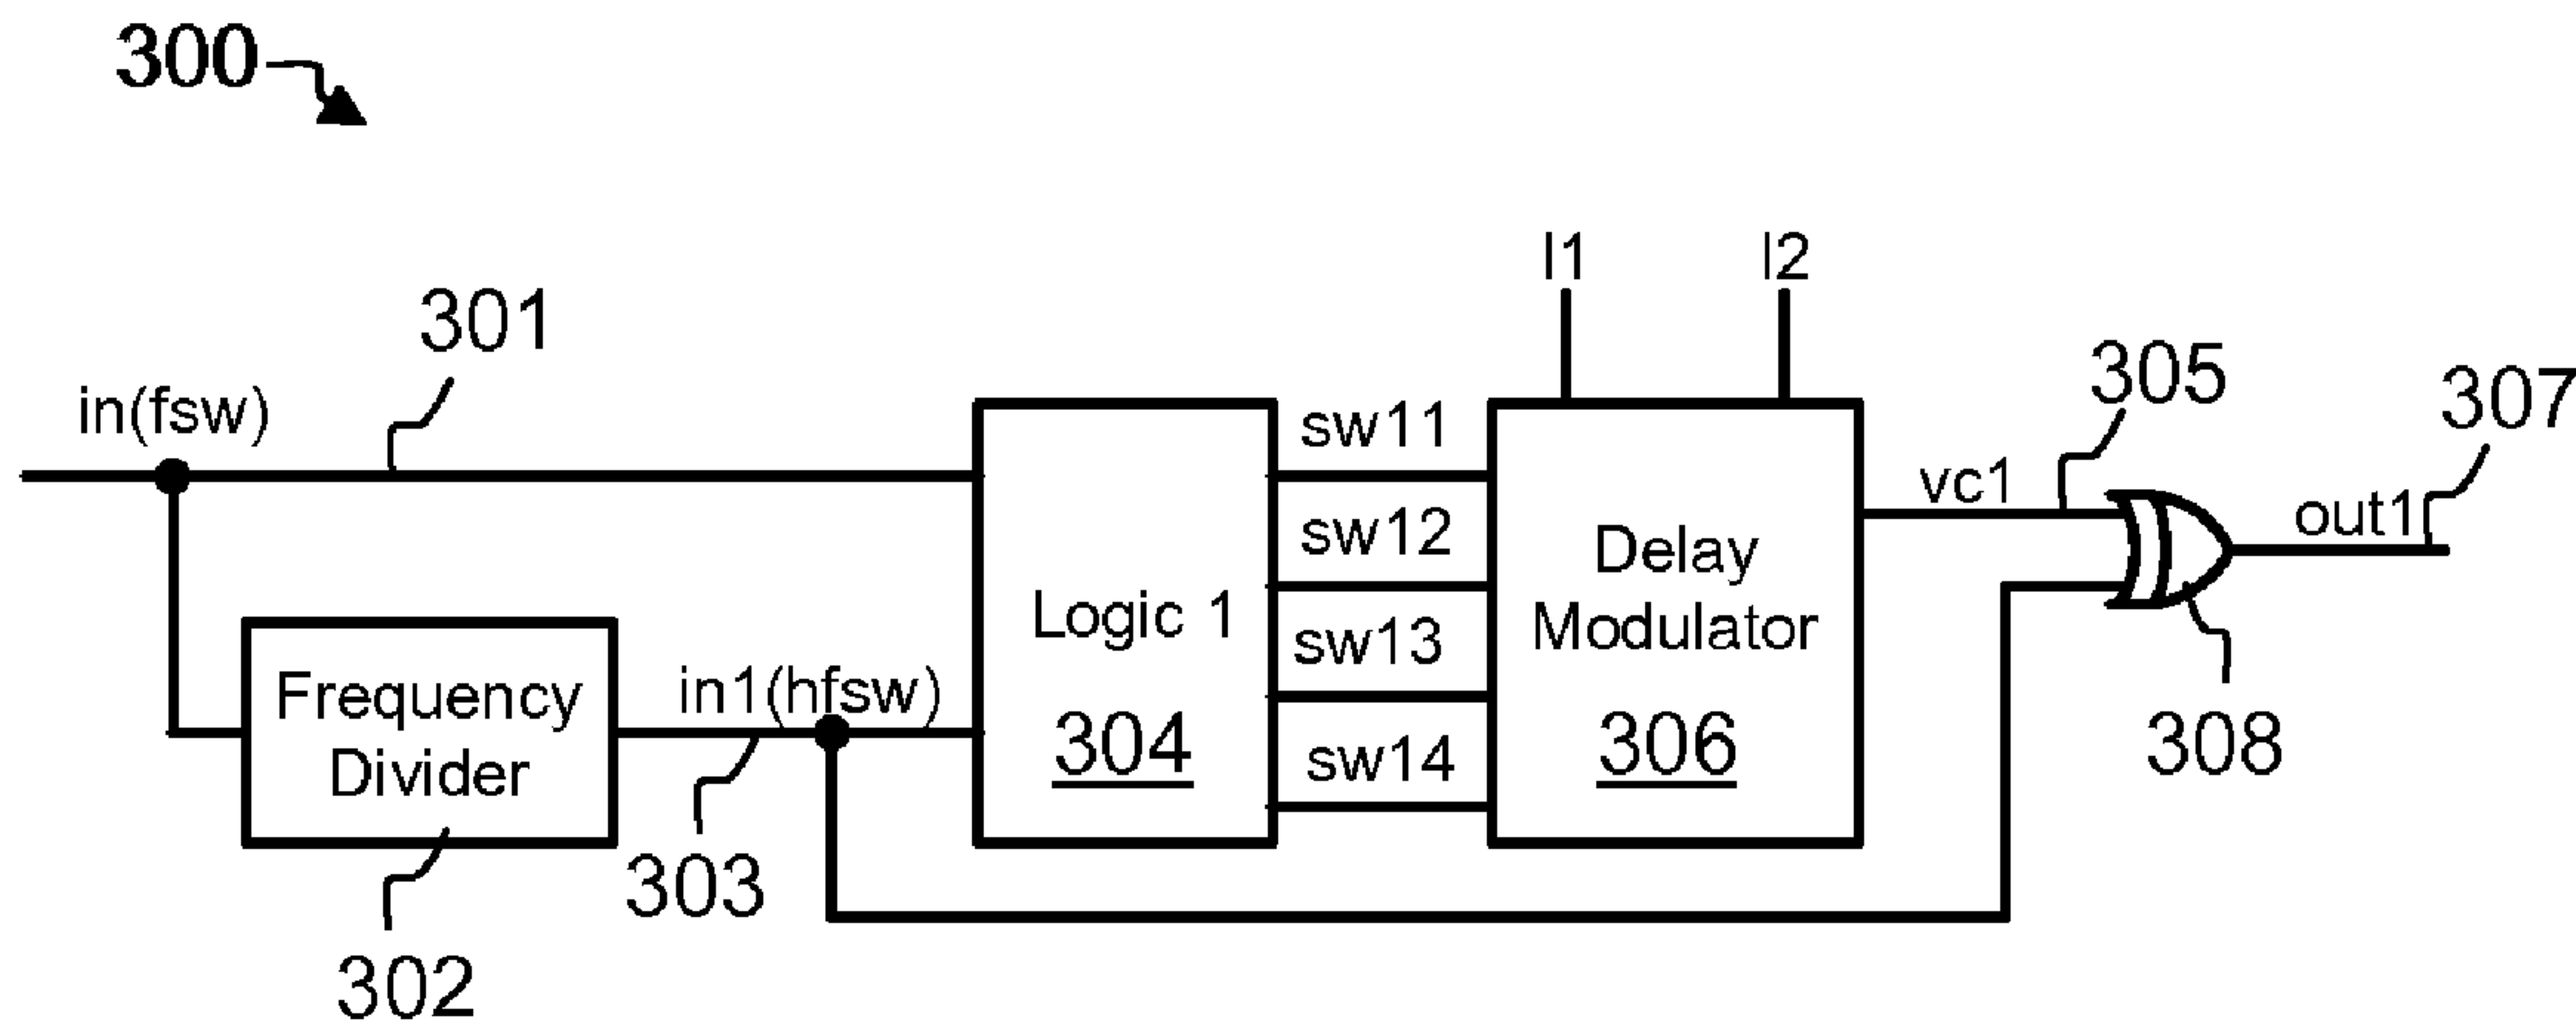 300
I1
I2
301
in(fsw)
sw11
305
307
vc1
out1
sw12
Delay
Modulator
306
Logic 1
304
sw13
sw14
308
Frequency
Divider
in1(hfsw)
303
302